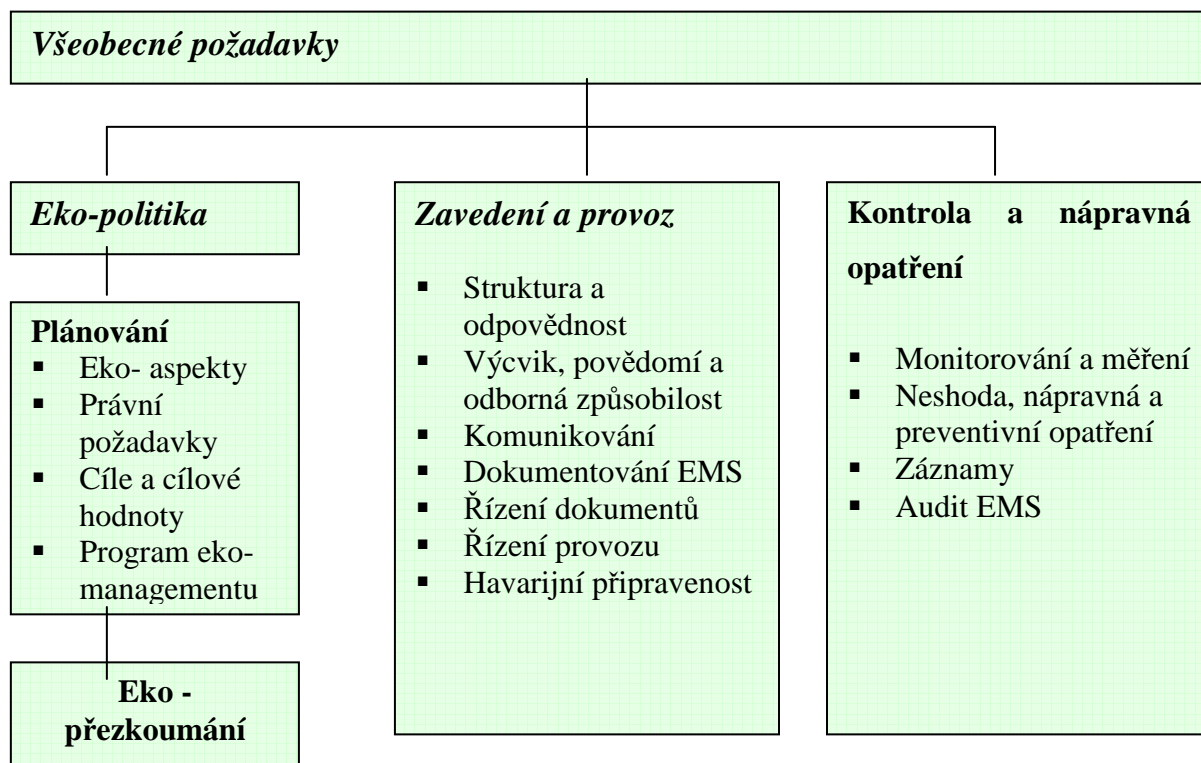 Všeobecné požadavky
Eko-politika
Plánování
▪ Eko- aspekty
▪ Právní
požadavky
▪ Cíle a cílové
hodnoty
▪ Program eko-
managementu
Eko -
přezkoumání
Zavedení a provoz
▪ Struktura a
odpovědnost
▪ Výcvik, povědomí a
odborná způsobilost
▪ Komunikování
▪ Dokumentování EMS
▪ Řízení dokumentů
▪ Řízení provozu
▪ Havarijní připravenost
Kontrola a nápravná
opatření
▪ Monitorování a měření
▪ Neshoda, nápravná a
preventivní opatření
▪ Záznamy
▪ Audit EMS